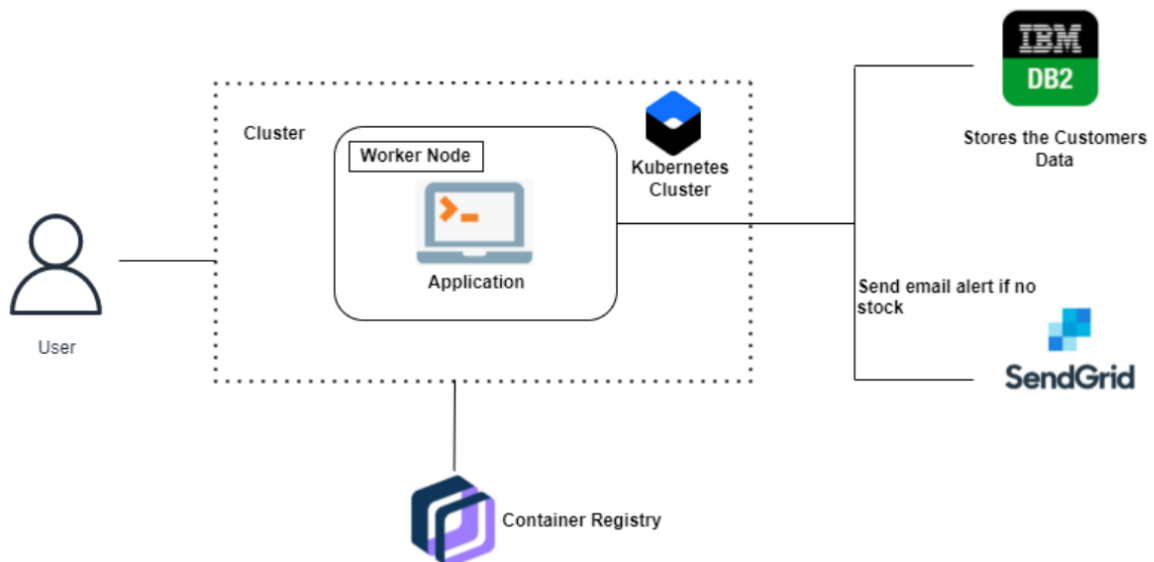 IBM
DB2
Stores the Customers
Data
Cluster
Worker Node
Kubernetes
Cluster
Application
User
Send email alert if no
stock
SendGrid
Container Registry